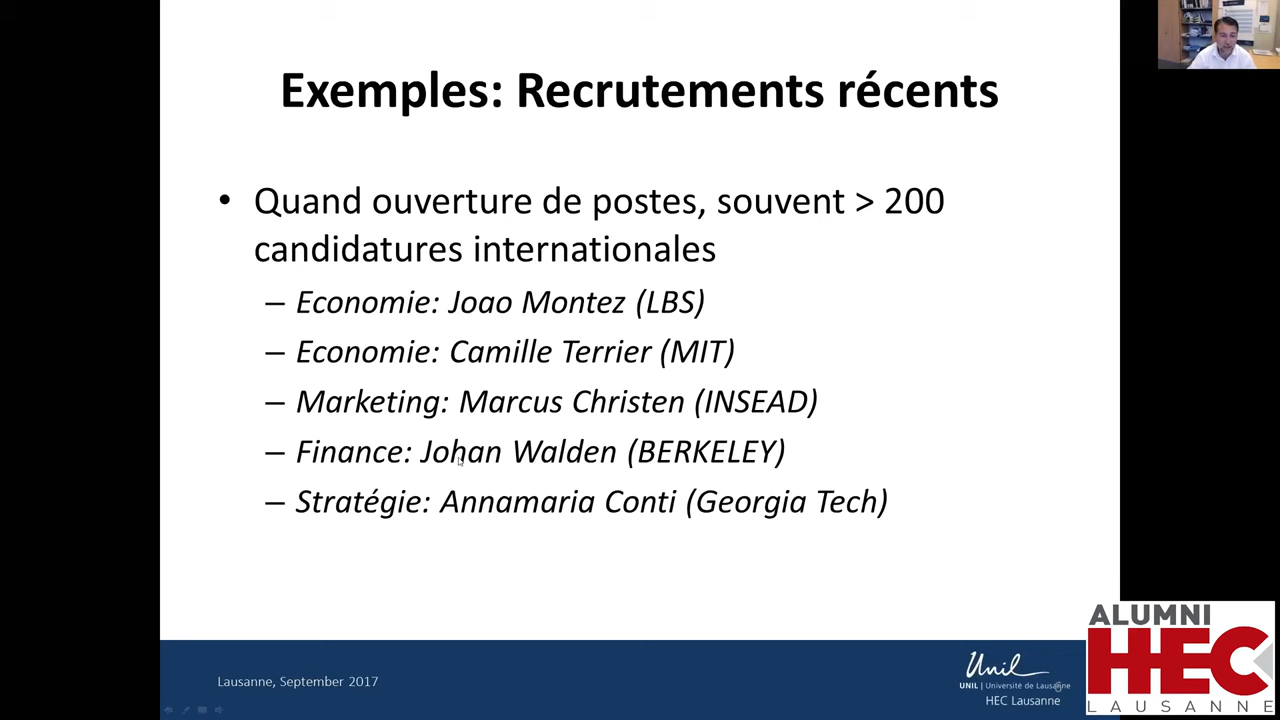 Exemples: Recrutements récents
• Quand ouverture de postes, souvent > 200
candidatures internationales
– Economie: Joao Montez (LBS)
– Economie: Camille Terrier (MIT)
– Marketing: Marcus Christen (INSEAD)
– Finance: Johan Walden (BERKELEY)
– Stratégie: Annamaria Conti (Georgia Tech)
Lausanne, September 2017
Unil
UNIL | Université de Lausanne
HEC Lausanne
ALUMNI
HEC
LAUSANNE